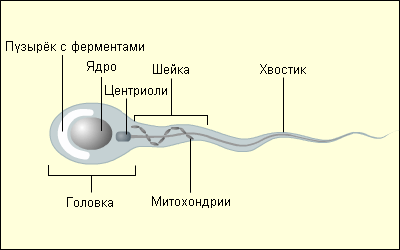 Пузырёк с ферментами
Ядро
Шейка
Хвостик
Центриоли
Головка
Митохондрии